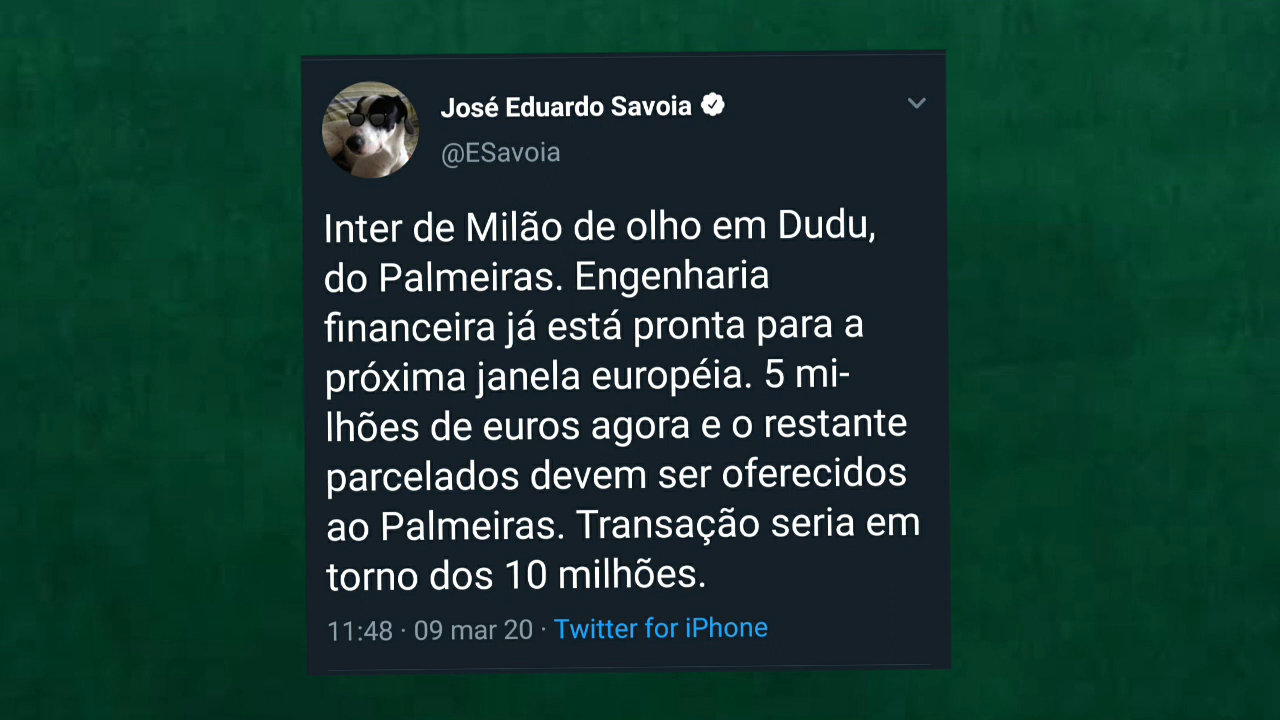 José Eduardo Savoia
@ESavoia
Inter de Milão de olho em Dudu,
do Palmeiras. Engenharia
financeira já está pronta para a
próxima janela européia. 5 mi-
lhões de euros agora e o restante
parcelados devem ser oferecidos
ao Palmeiras. Transação seria em
torno dos 10 milhões.
11:48 · 09 mar 20 · Twitter for iPhone